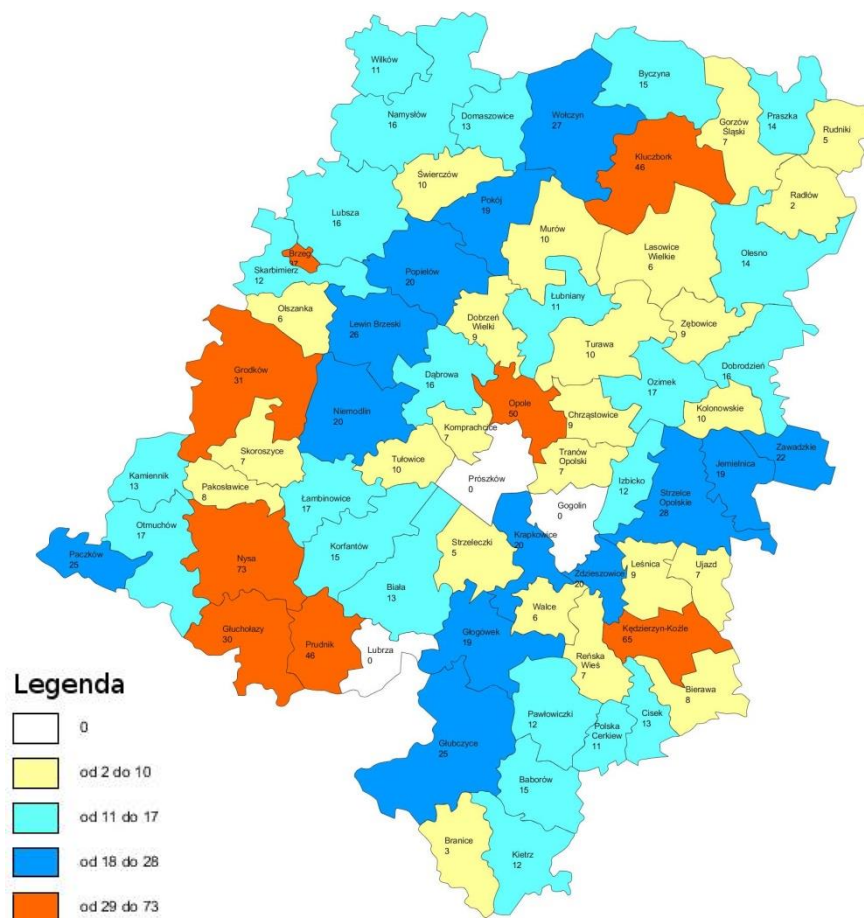 Wilków
11
Byczyna
15
Namysłów
16
Domaszowice
13
Wołczyn
27
Gorzów
Śląski
7
Praszka
14
Rudniki
5
Kluczbork
46
Świerczów
10
Radłów
2
Pokój
19
Lubsza
16
Murów
10
Lasowice
Wielkie
6
Olesno
14
Brzeg
Skarbimierz
12
Popielów
20
Łubniany
11
Olszanka
6
Lewin Brzeski
26
Dobrzeń
Wielki
9
Zębowice
9
Turawa
10
Grodków
31
Dąbrowa
16
Dobrodzień
16
Ozimek
17
Opole
50
Niemodlin
20
Chrząstowice
9
Kolonowskie
10
Komprachcice
7
Skoroszyce
7
Tułowice
10
Tranów
Opolski
7
Zawadzkie
22
Jemielnica
19
Kamiennik
13
Pakosławice
8
Prószków
0
Izbicko
12
Strzelce
Opolskie
28
Łambinowice
17
Gogolin
0
Otmuchów
17
Krapkowice
20
Paczków
25
Nysa
73
Korfantów
15
Strzeleczki
5
Leśnica
9
Ujazd
7
Zdzieszowice
20
Biała
13
Walce
6
Głuchołazy
30
Prudnik
46
Lubrza
0
Głogówek
19
Kędzierzyn-Koźle
65
Reńska
Wieś
7
Bierawa
8
Legenda
0
od 2 do 10
od 11 do 17
od 18 do 28
od 29 do 73
Pawłowiczki
12
Polska
Cerkiew
11
Cisek
13
Głubczyce
25
Baborów
15
Branice
3
Kietrz
12